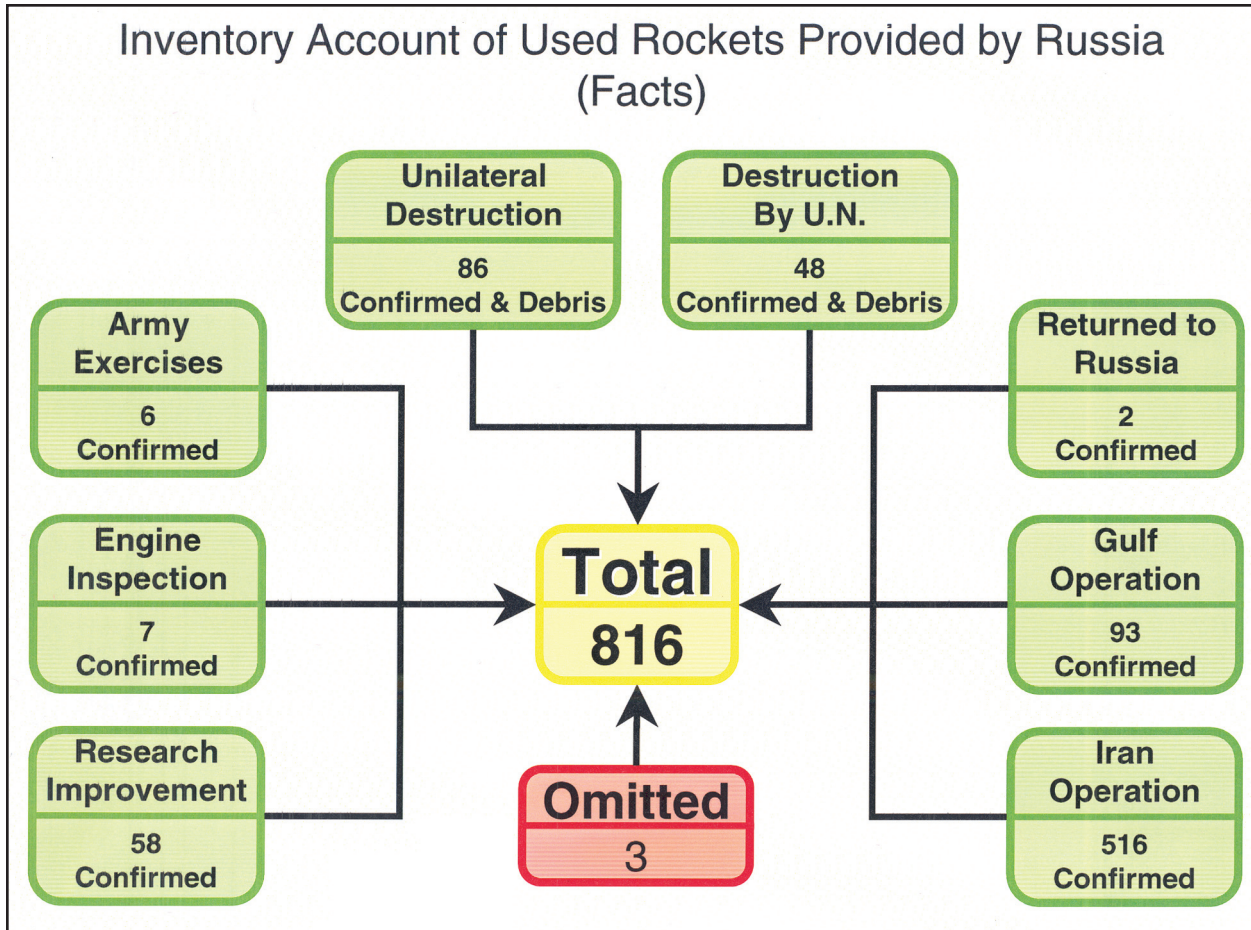 Inventory Account of Used Rockets Provided by Russia
(Facts)
Unilateral
Destruction
86
Confirmed & Debris
Destruction
By U.N.
48
Confirmed & Debris
Army
Exercises
6
Confirmed
Returned to
Russia
2
Confirmed
Engine
Inspection
7
Confirmed
Total
816
Gulf
Operation
93
Confirmed
Research
Improvement
58
Confirmed
Omitted
3
Iran
Operation
516
Confirmed